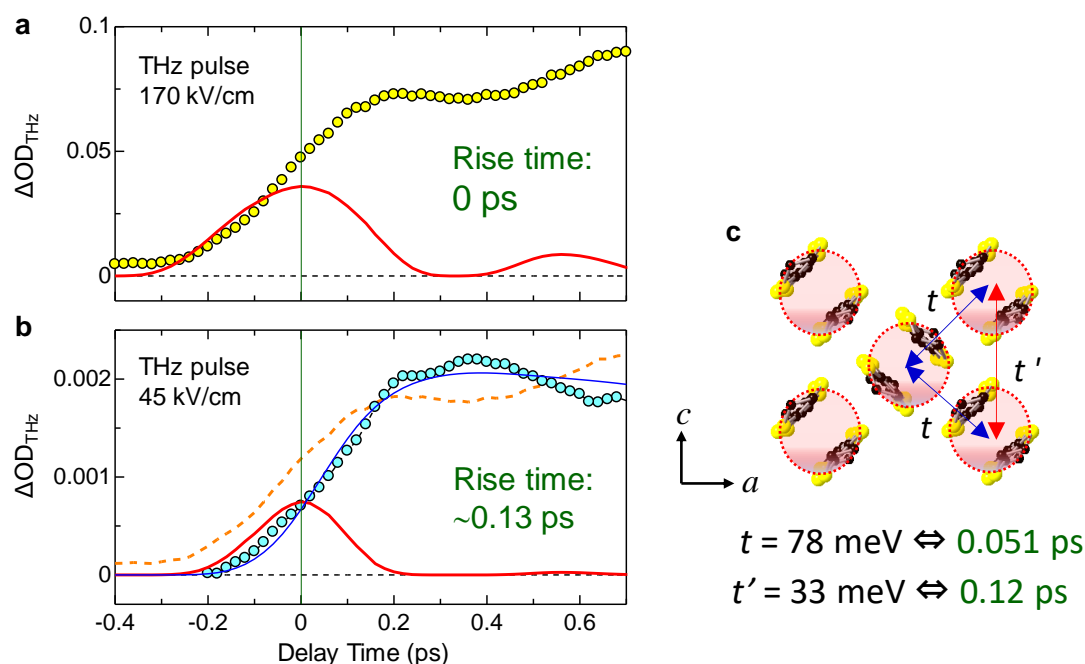 a
0.1
THz pulse
170 kV/cm
0.05
ΔOD_THz
Rise time:
0 ps
0
b
THz pulse
45 kV/cm
0.002
0.001
ΔOD_THz
Rise time:
~0.13 ps
0
-0.4 -0.2 0 0.2 0.4 0.6
Delay Time (ps)
c
t
t'
t
c
a
t = 78 meV ⇔ 0.051 ps
t' = 33 meV ⇔ 0.12 ps